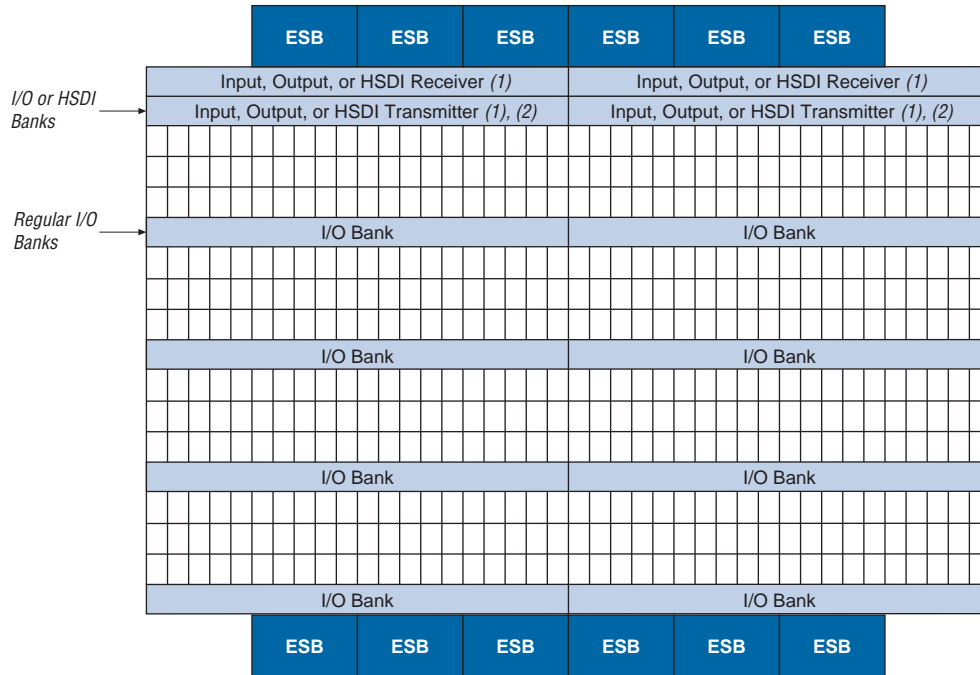 ESB ESB ESB ESB ESB ESB
Input, Output, or HSDI Receiver (1) Input, Output, or HSDI Receiver (1)
I/O or HSDI
Banks
Input, Output, or HSDI Transmitter (1), (2) Input, Output, or HSDI Transmitter (1), (2)
Regular I/O
Banks
I/O Bank I/O Bank
I/O Bank I/O Bank
I/O Bank I/O Bank
I/O Bank I/O Bank
ESB ESB ESB ESB ESB ESB